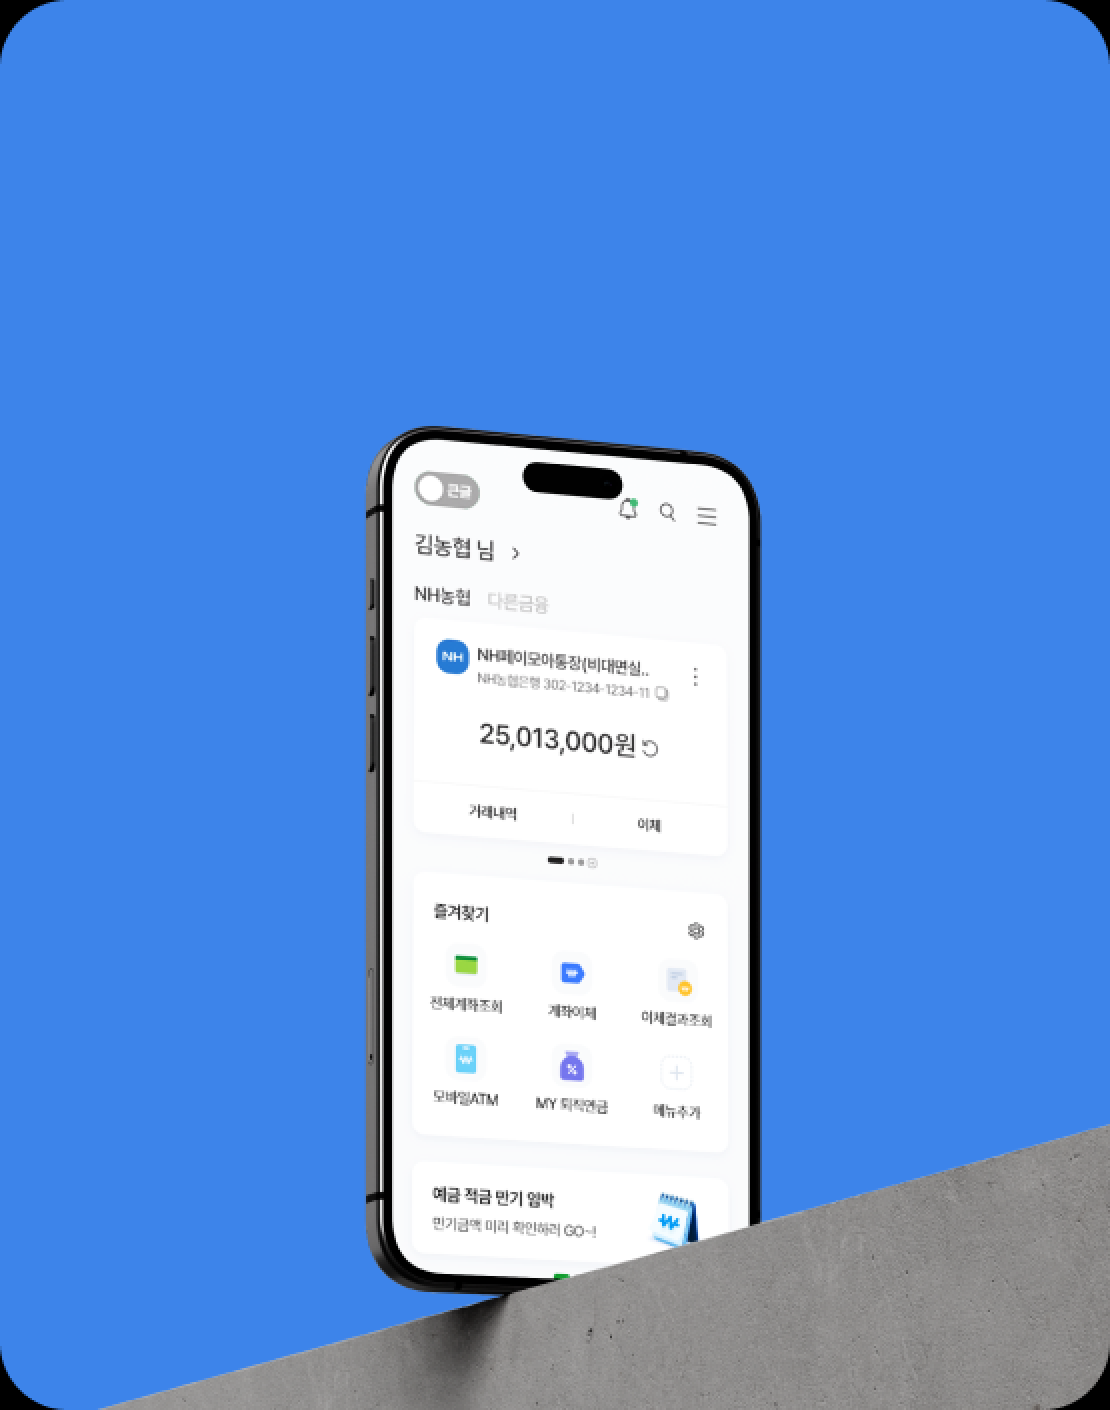 큰글
김농협 님
NH농협 다른금융
NH
NH페이모아통장(비대면실..
NH농협은행 302-1234-1234-11
25,013,000원
거래내역 이체
즐겨찾기
전체계좌조회 계좌이체 이체결과조회
모바일ATM MY 퇴직연금 메뉴추가
예금 적금 만기 임박
만기금액 미리 확인하러 GO~!